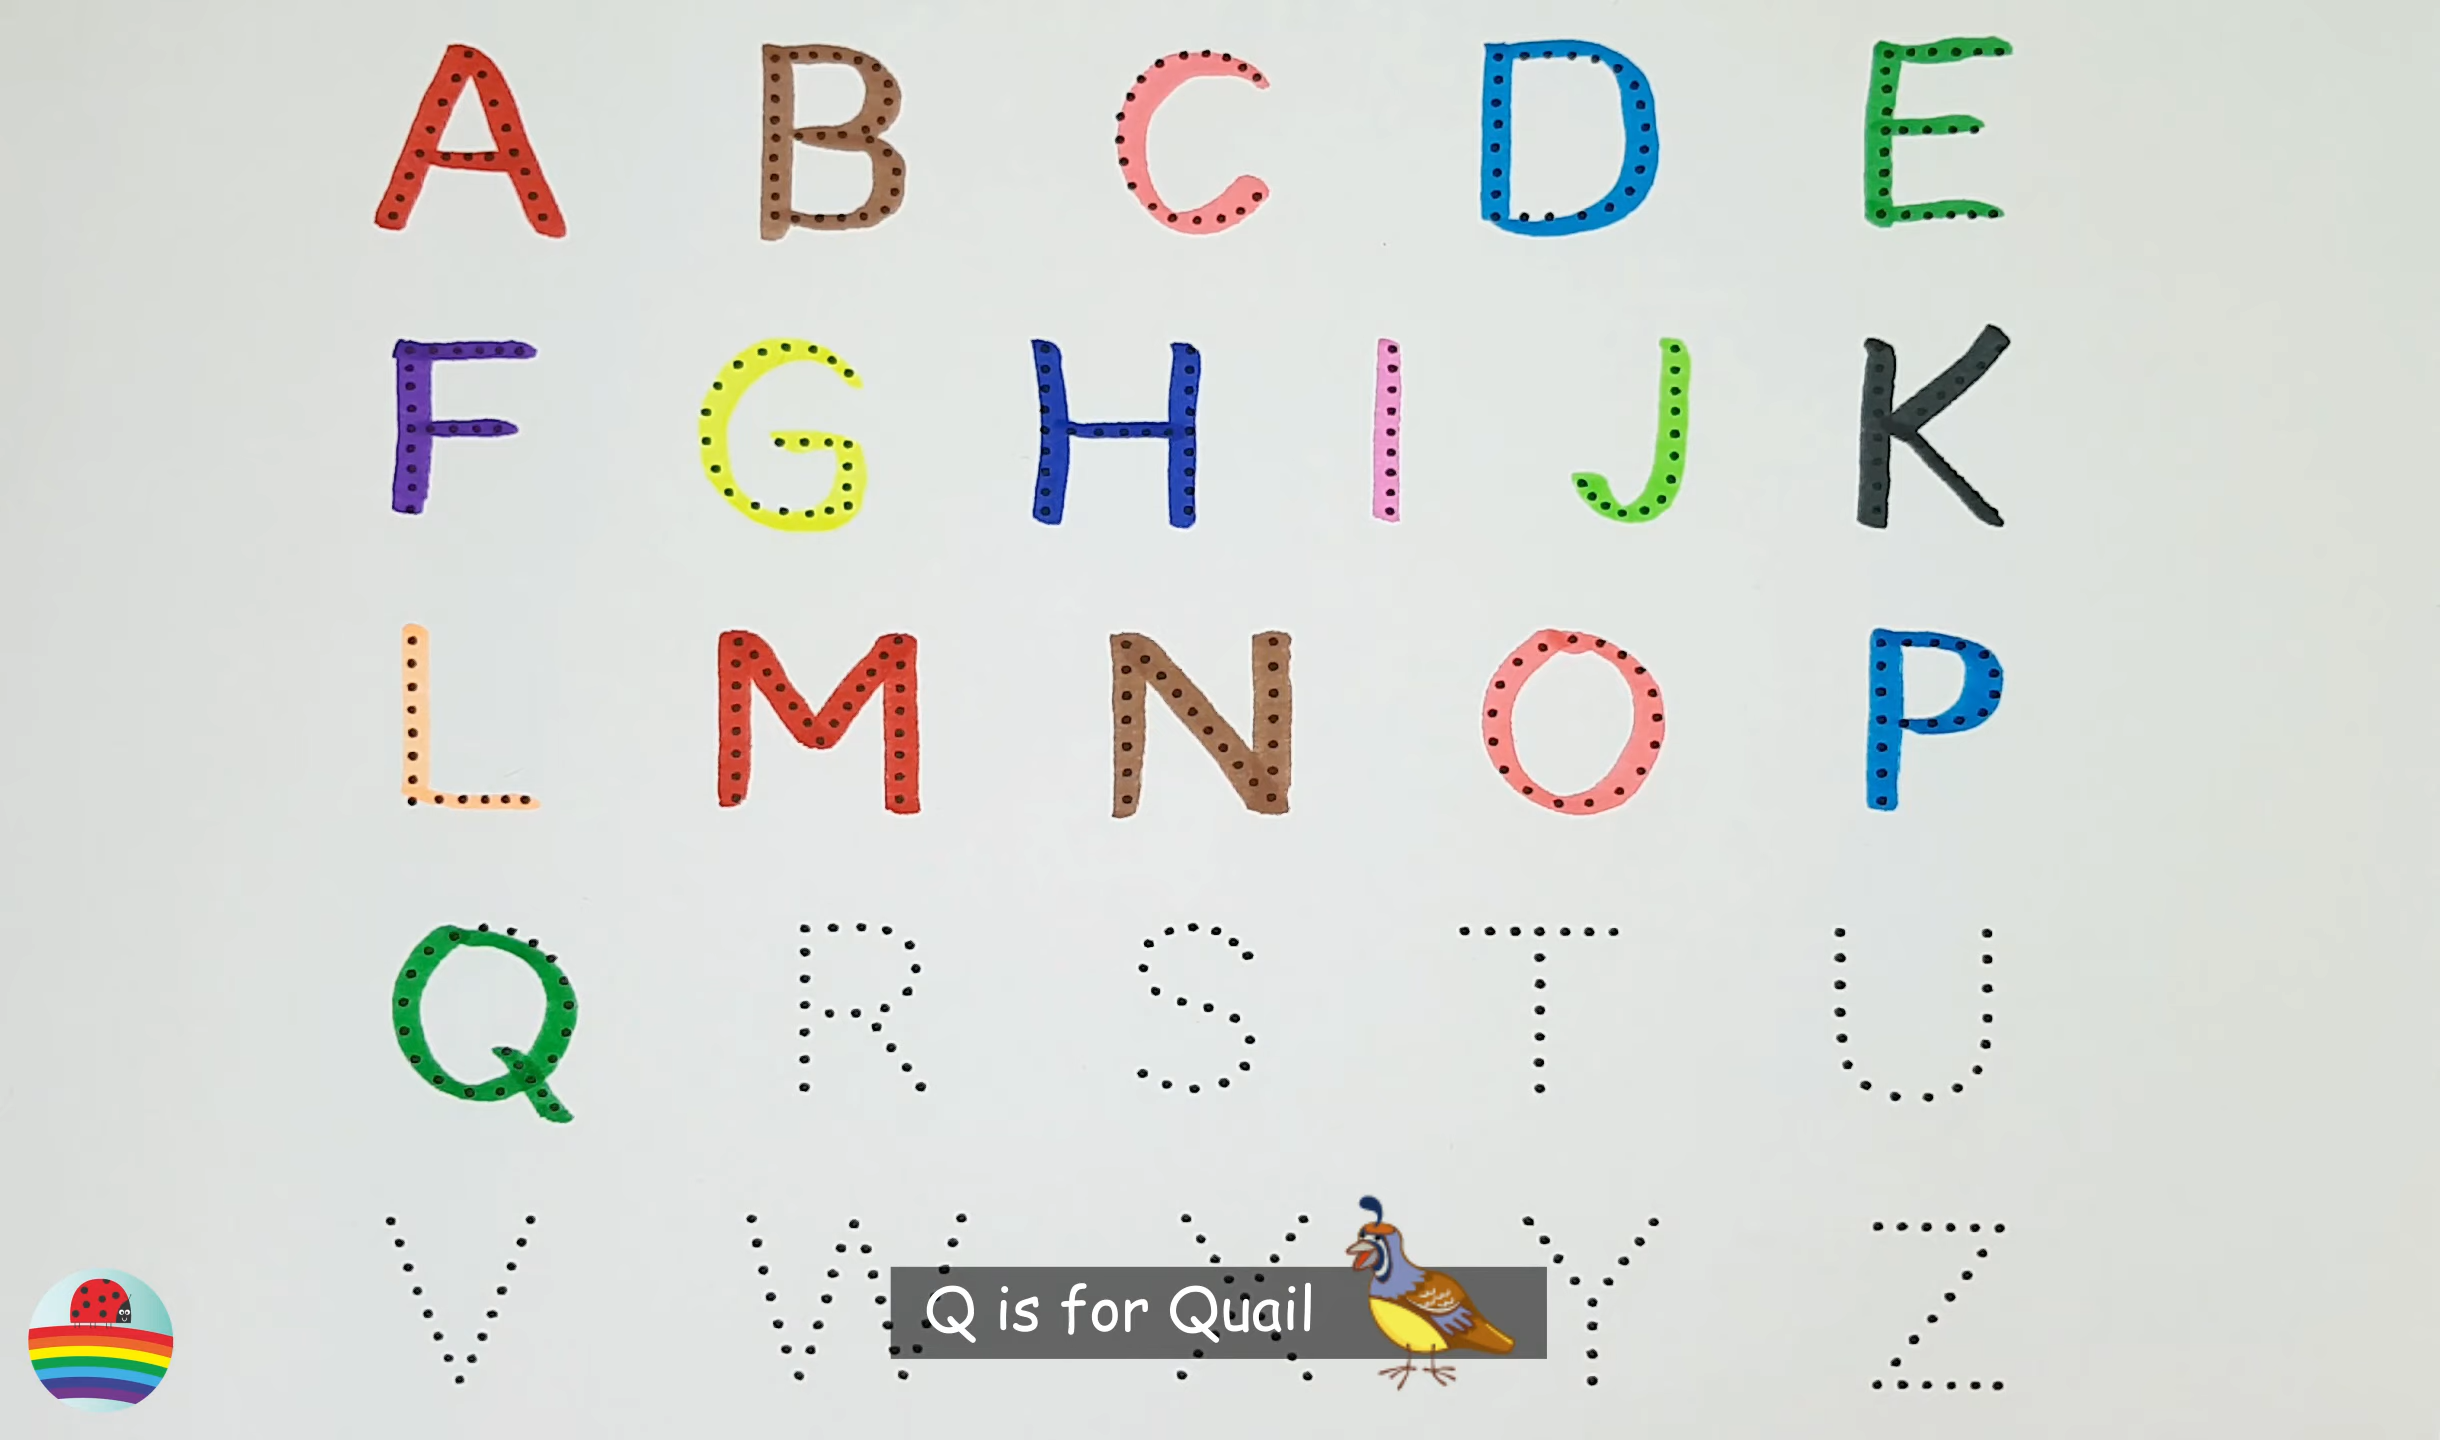 A B C D E
F G H I J K
L M N O P
Q R S T U
V W X Y Z
Q is for Quail